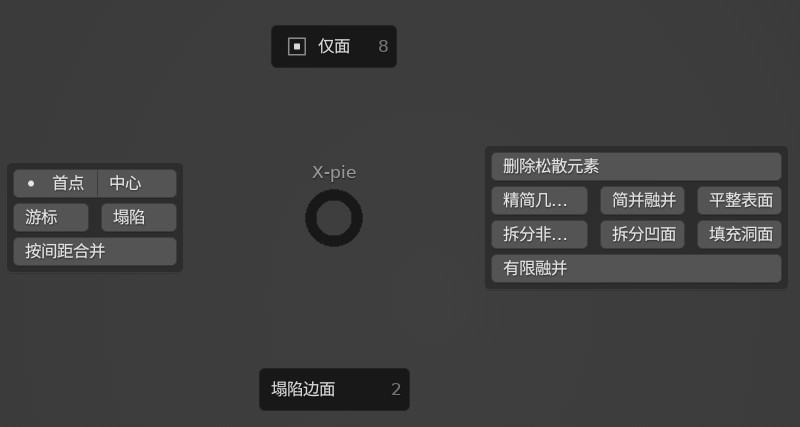 仅面 8
X-pie
首点 中心
游标 塌陷
按间距合并
删除松散元素
精简几... 简并融并 平整表面
拆分非... 拆分凹面 填充洞面
有限融并
塌陷边面 2